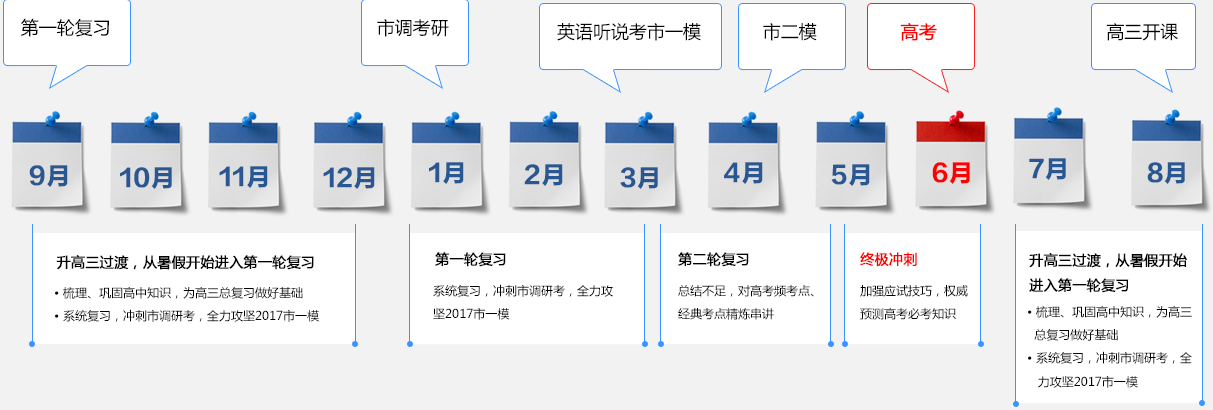 第一轮复习
市调考研
英语听说考市一模
市二模
高考
高三开课
9月
10月
11月
12月
1月
2月
3月
4月
5月
6月
7月
8月
升高三过渡，从暑假开始进入第一轮复习
• 梳理、巩固高中知识，为高三总复习做好基础
• 系统复习，冲刺市调研考，全力攻坚2017市一模
第一轮复习
系统复习，冲刺市调研考，全力攻
坚2017市一模
第二轮复习
总结不足，对高考频考点、
经典考点精炼串讲
终极冲刺
加强应试技巧，权威
预测高考必考知识
升高三过渡，从暑假开始
进入第一轮复习
• 梳理、巩固高中知识，为高三
总复习做好基础
• 系统复习，冲刺市调研考，全
力攻坚2017市一模